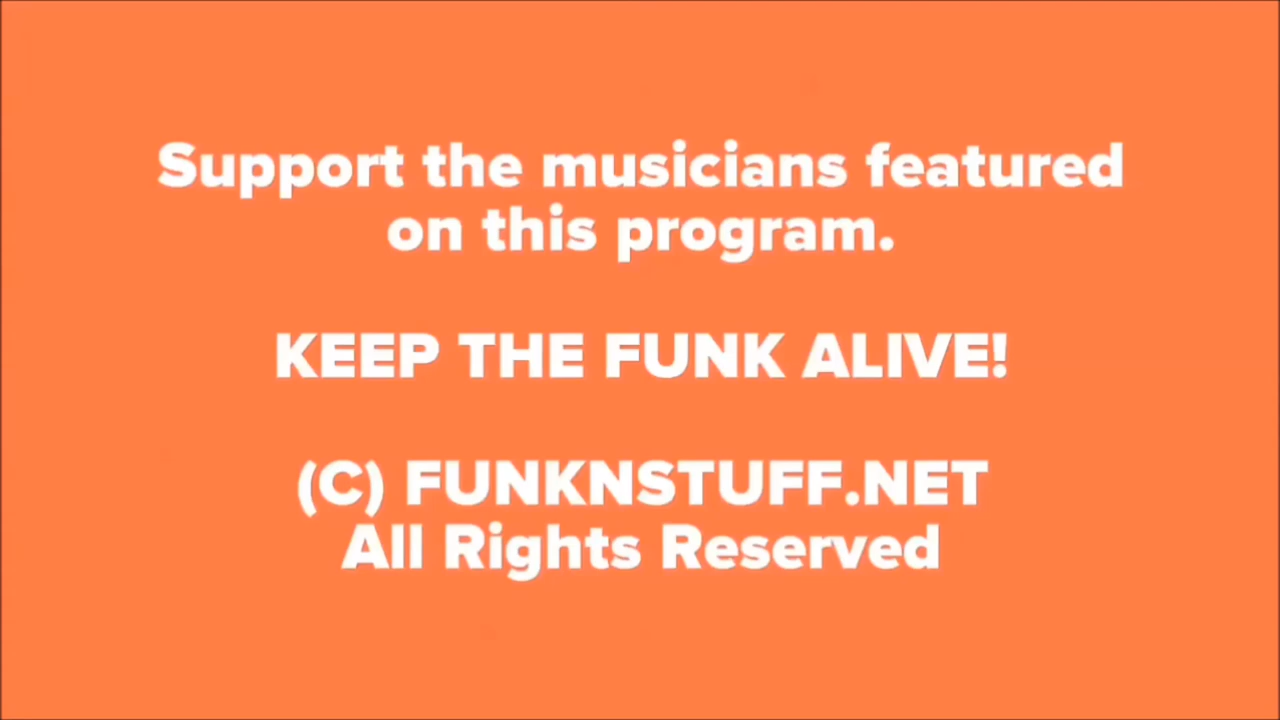 Support the musicians featured
on this program.
KEEP THE FUNK ALIVE!
(C) FUNKNSTUFF.NET
All Rights Reserved